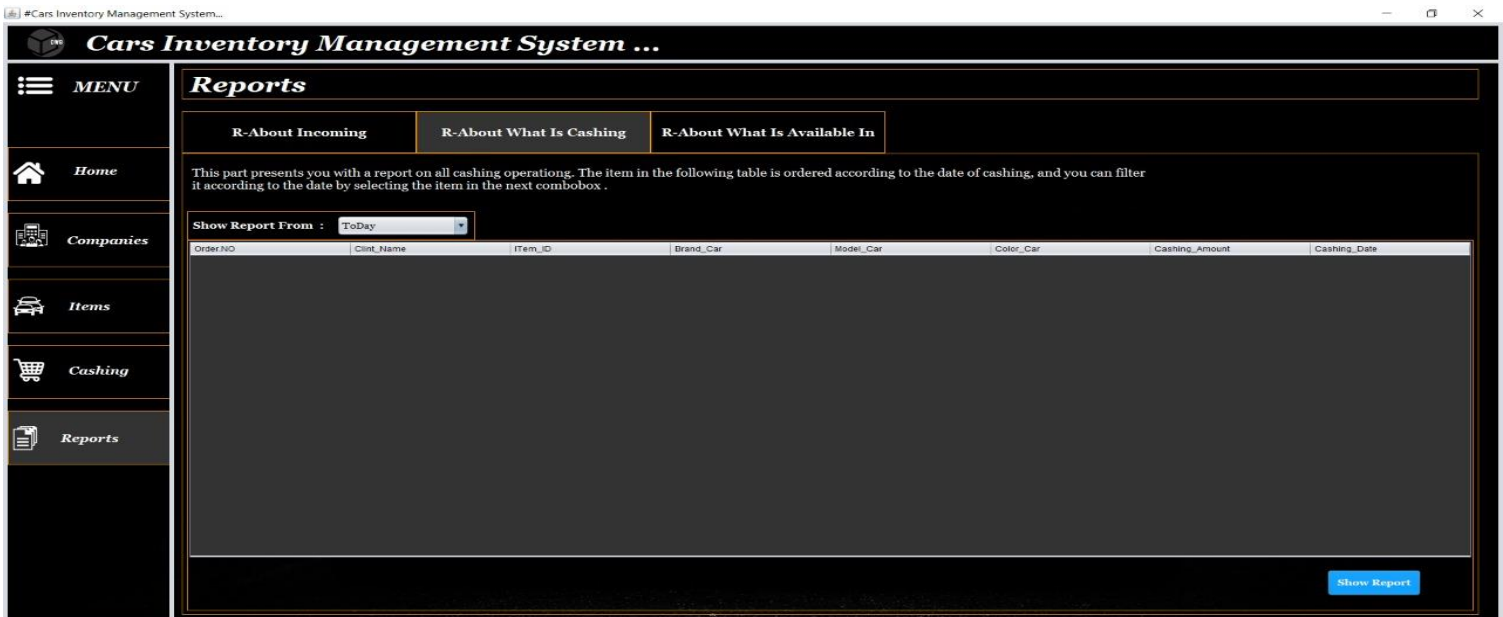 #Cars Inventory Management System...
Cars Inventory Management System ...
MENU
Reports
R-About Incoming
R-About What Is Cashing
R-About What Is Available In
Home
This part presents you with a report on all cashing operationg. The item in the following table is ordered according to the date of cashing, and you can filter
it according to the date by selecting the item in the next combobox .
Companies
Show Report From :
ToDay
Order.NO
Clint_Name
ITem_ID
Brand_Car
Model_Car
Color_Car
Cashing_Amount
Cashing_Date
Items
Cashing
Reports
Show Report